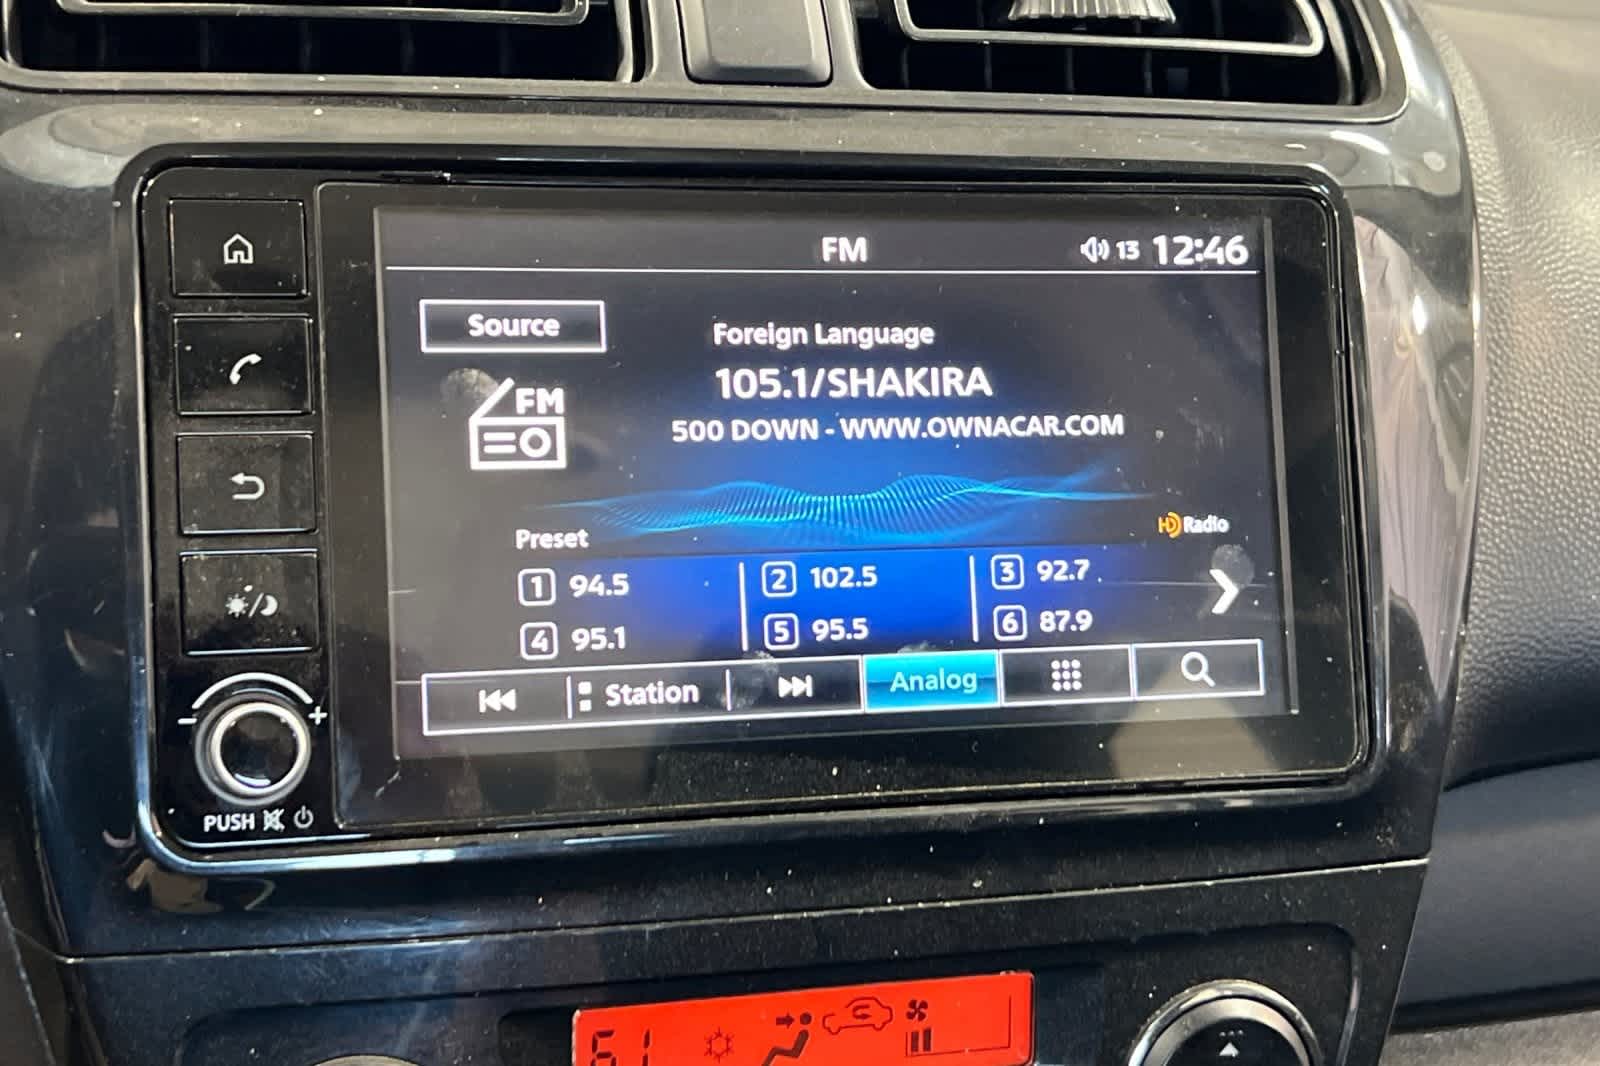 FM 13 12:46
Source
Foreign Language
105.1/SHAKIRA
500 DOWN - WWW.OWNACAR.COM
FM
HD Radio
Preset
1 94.5 2 102.5 3 92.7
4 95.1 5 95.5 6 87.9
Station Analog
- +
PUSH
61